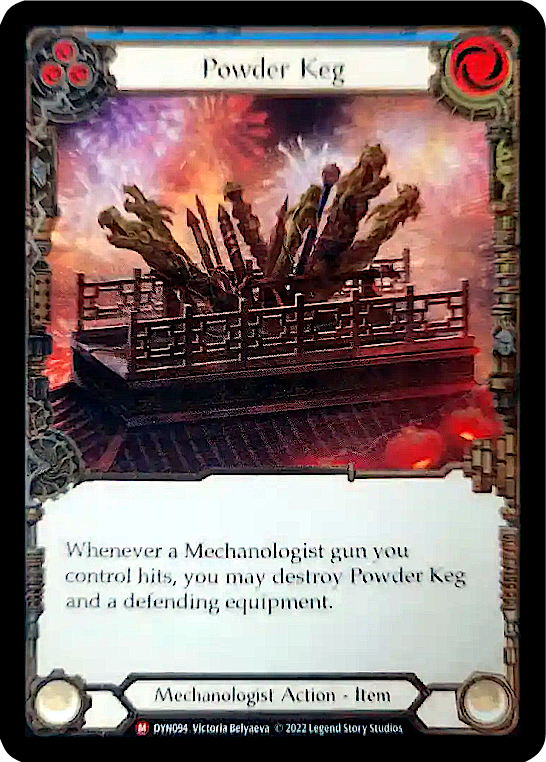 Powder Keg
Whenever a Mechanologist gun you
control hits, you may destroy Powder Keg
and a defending equipment.
Mechanologist Action - Item
M DYN094 Victoria Belyaeva © 2022 Legend Story Studios